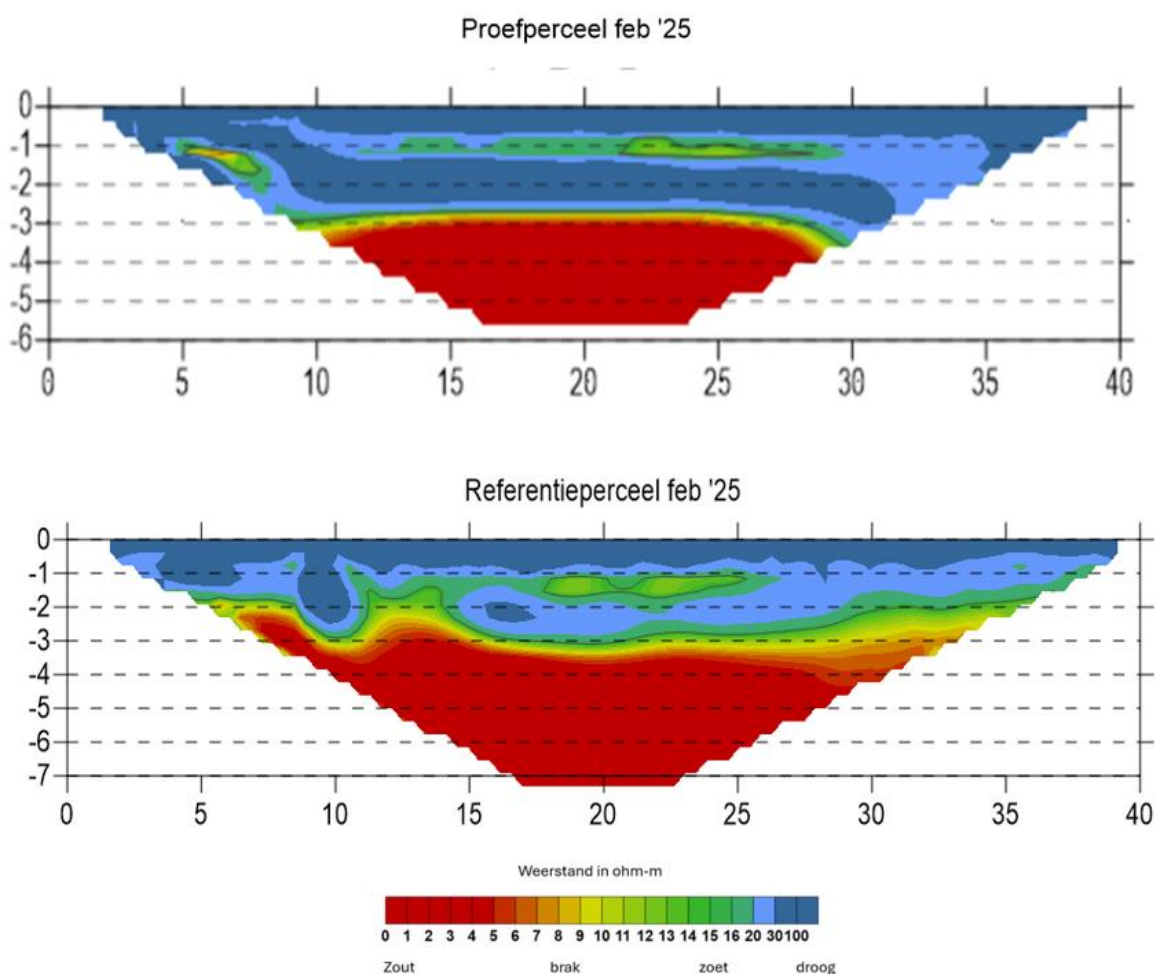 Proefperceel feb '25
0
-1
-2
-3
-4
-5
-6
0 5 10 15 20 25 30 35 40
Referentieperceel feb '25
0
-1
-2
-3
-4
-5
-6
-7
0 5 10 15 20 25 30 35 40
Weerstand in ohm-m
0 1 2 3 4 5 6 7 8 9 10 11 12 13 14 15 16 20 30 100
Zout brak zoet droog